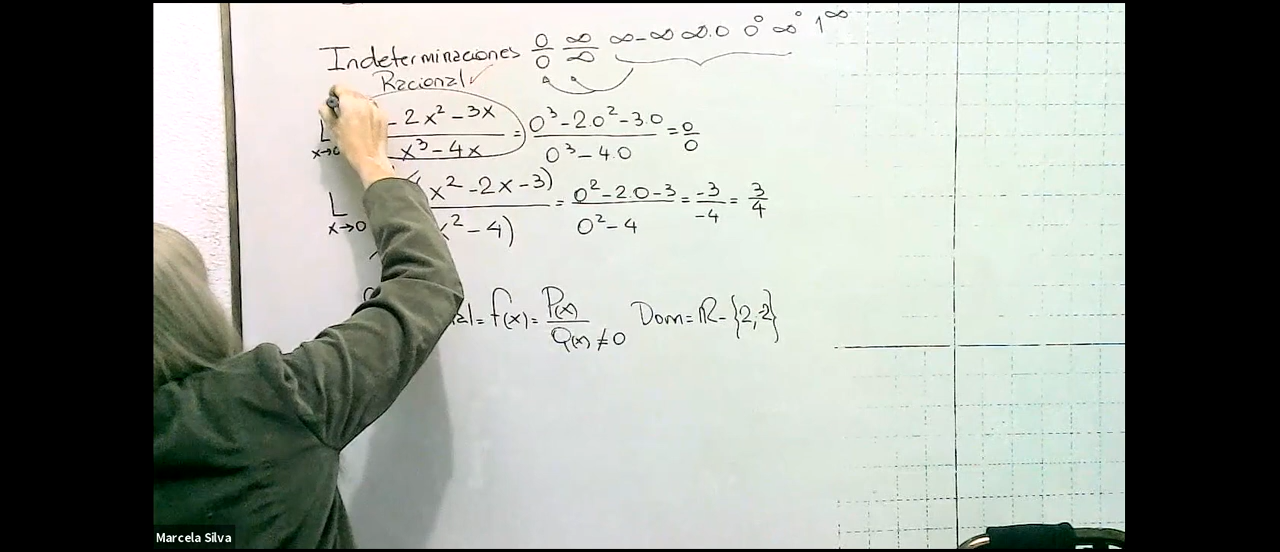 Indeterminaciones 0/0 ∞/∞ ∞-∞ ∞.0 0⁰ ∞⁰ 1^∞
Racional ✓
L x→0 - 2x² - 3x / x³ - 4x = 0³ - 2.0² - 3.0 / 0³ - 4.0 = 0/0
L x→0 (x² - 2x - 3) / x² - 4) = 0² - 2.0 - 3 / 0² - 4 = -3/-4 = 3/4
= f(x) = P(x) / Q(x) ≠ 0 Dom = R - {2,-2}
Marcela Silva